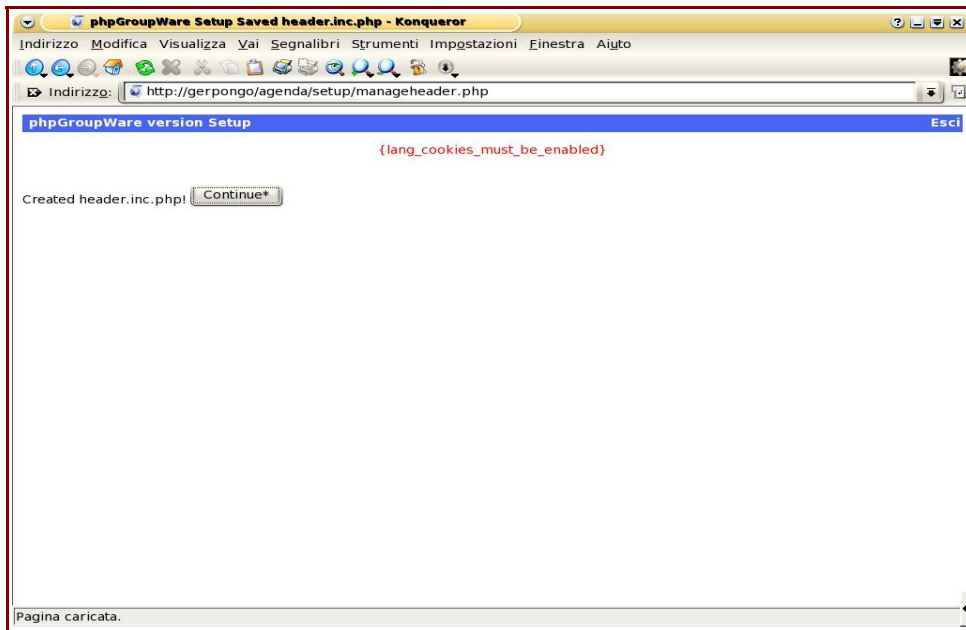 phpGroupWare Setup Saved header.inc.php - Konqueror
Indirizzo Modifica Visualizza Vai Segnalibri Strumenti Impostazioni Finestra Aiuto
Indirizzo: http://gerpongo/agenda/setup/manageheader.php
phpGroupWare version Setup Esci
{lang_cookies_must_be_enabled}
Created header.inc.php! Continue*
Pagina caricata.